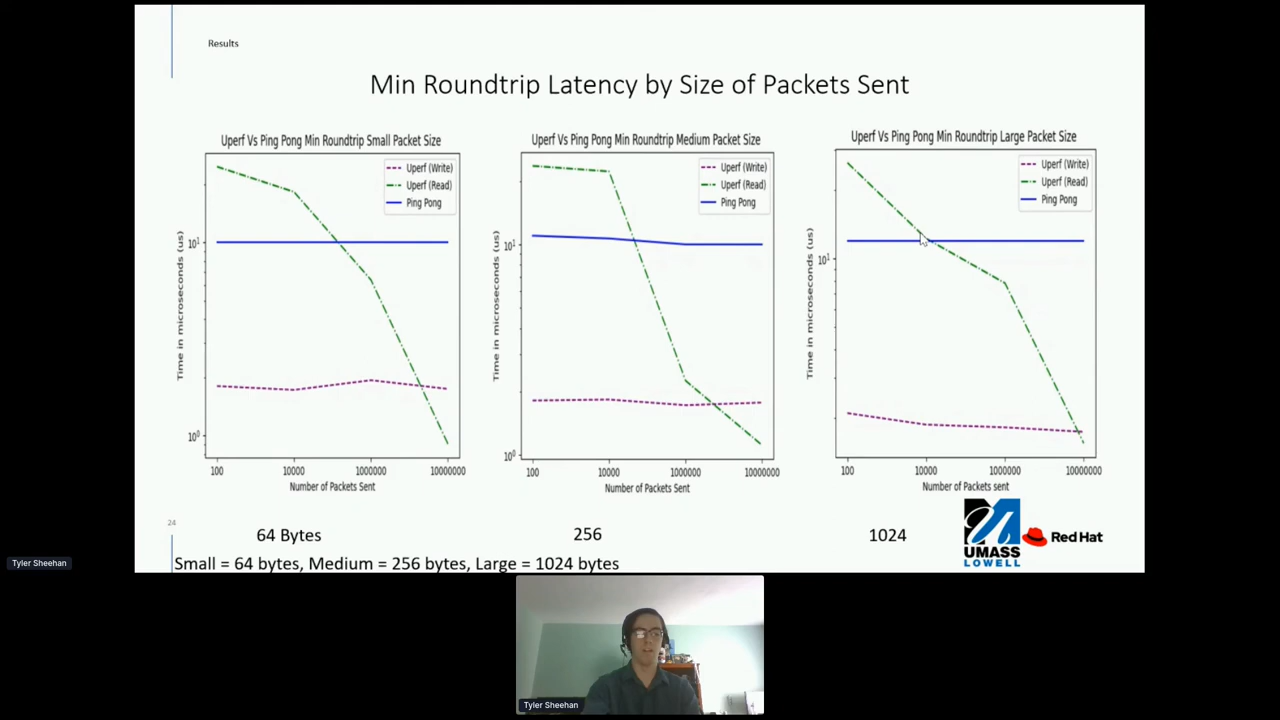 Results
Min Roundtrip Latency by Size of Packets Sent
Uperf Vs Ping Pong Min Roundtrip Small Packet Size
Uperf (Write)
Uperf (Read)
Ping Pong
Time in microseconds (us)
10¹
10⁰
100 10000 1000000 10000000
Number of Packets Sent
Uperf Vs Ping Pong Min Roundtrip Medium Packet Size
Uperf (Write)
Uperf (Read)
Ping Pong
Time in microseconds (us)
10¹
10⁰
100 10000 1000000 10000000
Number of Packets Sent
Uperf Vs Ping Pong Min Roundtrip Large Packet Size
Uperf (Write)
Uperf (Read)
Ping Pong
Time in microseconds (us)
10¹
100 10000 1000000 10000000
Number of Packets sent
24
64 Bytes
256
1024
Small = 64 bytes, Medium = 256 bytes, Large = 1024 bytes
UMASS
LOWELL
Red Hat
Tyler Sheehan
Tyler Sheehan